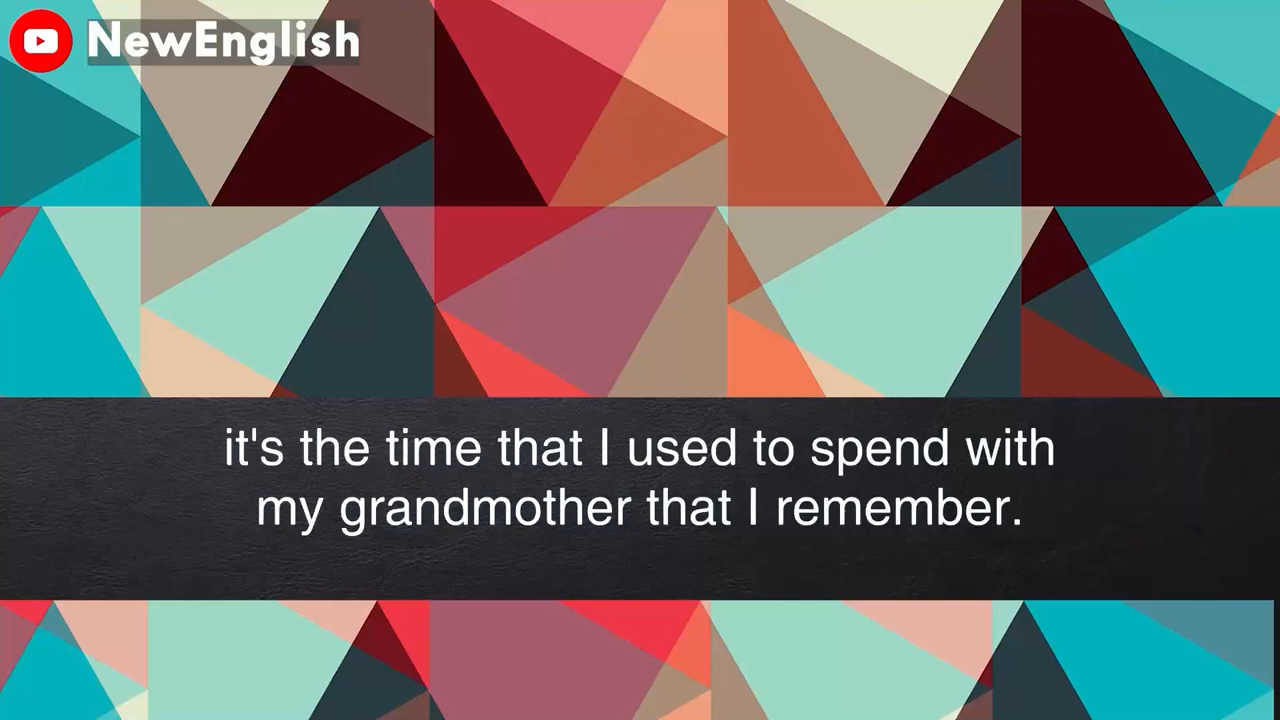 NewEnglish
it's the time that I used to spend with
my grandmother that I remember.